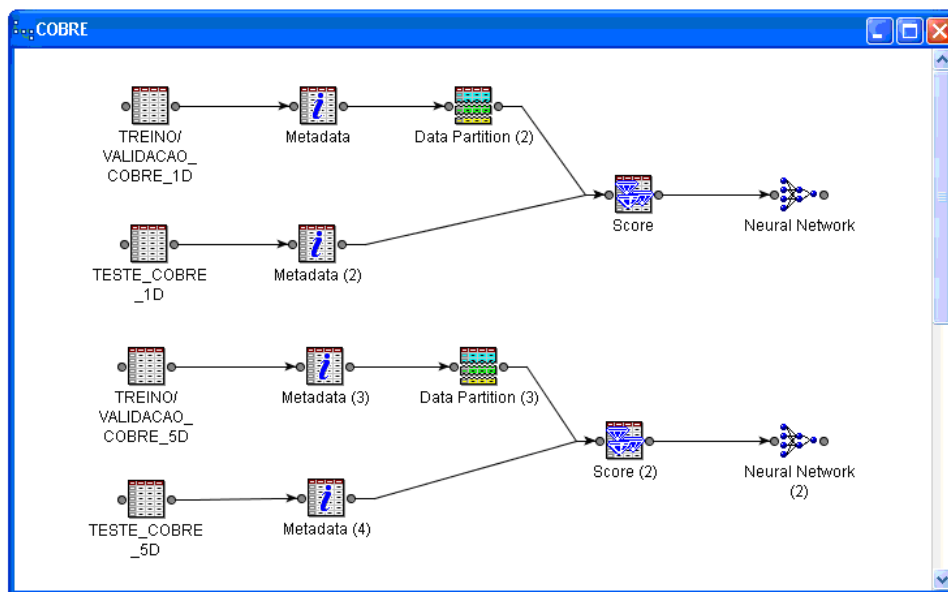 COBRE
TREINO/
VALIDACAO_
COBRE_1D
Metadata
Data Partition (2)
Score
Neural Network
TESTE_COBRE
_1D
Metadata (2)
TREINO/
VALIDACAO_
COBRE_5D
Metadata (3)
Data Partition (3)
Score (2)
Neural Network
(2)
TESTE_COBRE
_5D
Metadata (4)